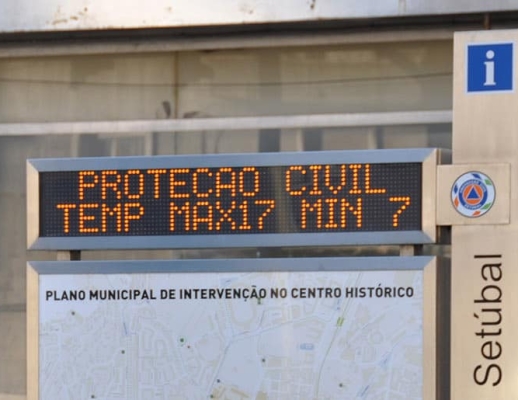 i
PROTECAO CIVIL
TEMP MAX17 MIN 7
PLANO MUNICIPAL DE INTERVENÇÃO NO CENTRO HISTÓRICO
Setúbal